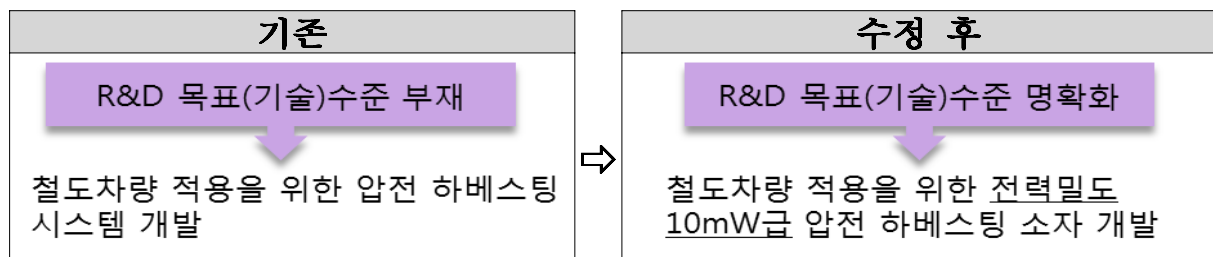 기존
R&D 목표(기술)수준 부재
철도차량 적용을 위한 압전 하베스팅
시스템 개발
⇨
수정 후
R&D 목표(기술)수준 명확화
철도차량 적용을 위한 전력밀도
10mW급 압전 하베스팅 소자 개발